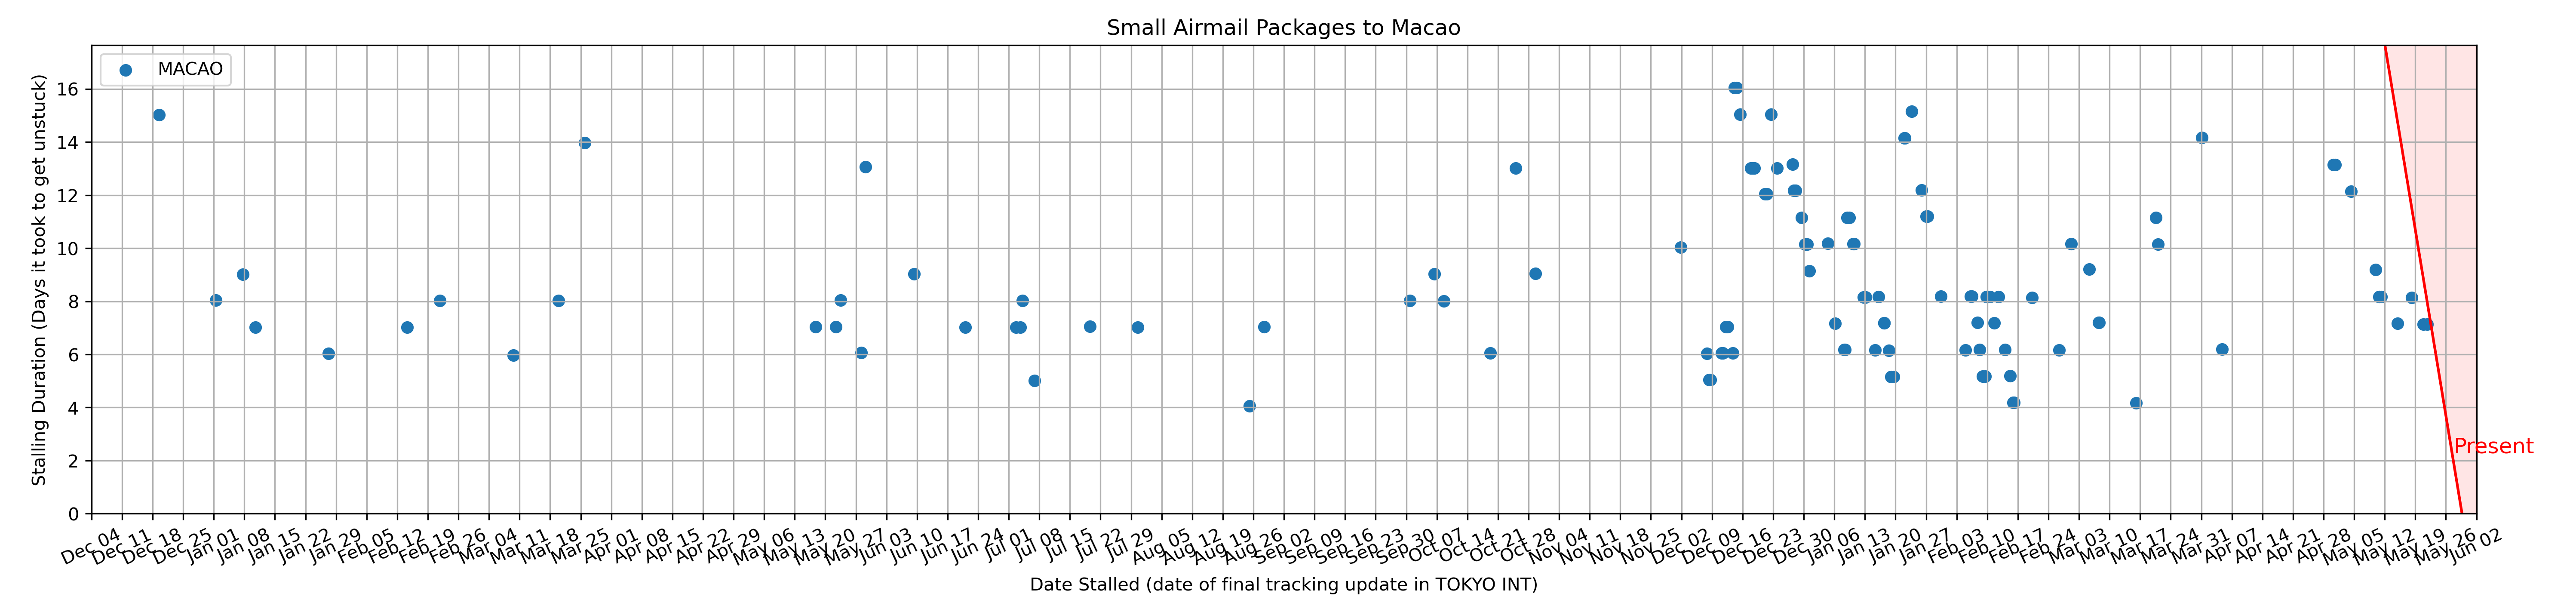 Small Airmail Packages to Macao
MACAO
Stalling Duration (Days it took to get unstuck)
16
14
12
10
8
6
4
2
0
Present
Dec 04
Dec 11
Dec 18
Dec 25
Jan 01
Jan 08
Jan 15
Jan 22
Jan 29
Feb 05
Feb 12
Feb 19
Feb 26
Mar 04
Mar 11
Mar 18
Mar 25
Apr 01
Apr 08
Apr 15
Apr 22
Apr 29
May 06
May 13
May 20
May 27
Jun 03
Jun 10
Jun 17
Jun 24
Jul 01
Jul 08
Jul 15
Jul 22
Jul 29
Aug 05
Aug 12
Aug 19
Aug 26
Sep 02
Sep 09
Sep 16
Sep 23
Sep 30
Oct 07
Oct 14
Oct 21
Oct 28
Nov 04
Nov 11
Nov 18
Nov 25
Dec 02
Dec 09
Dec 16
Dec 23
Dec 30
Jan 06
Jan 13
Jan 20
Jan 27
Feb 03
Feb 10
Feb 17
Feb 24
Mar 03
Mar 10
Mar 17
Mar 24
Mar 31
Apr 07
Apr 14
Apr 21
Apr 28
May 05
May 12
May 19
May 26
Jun 02
Date Stalled (date of final tracking update in TOKYO INT)